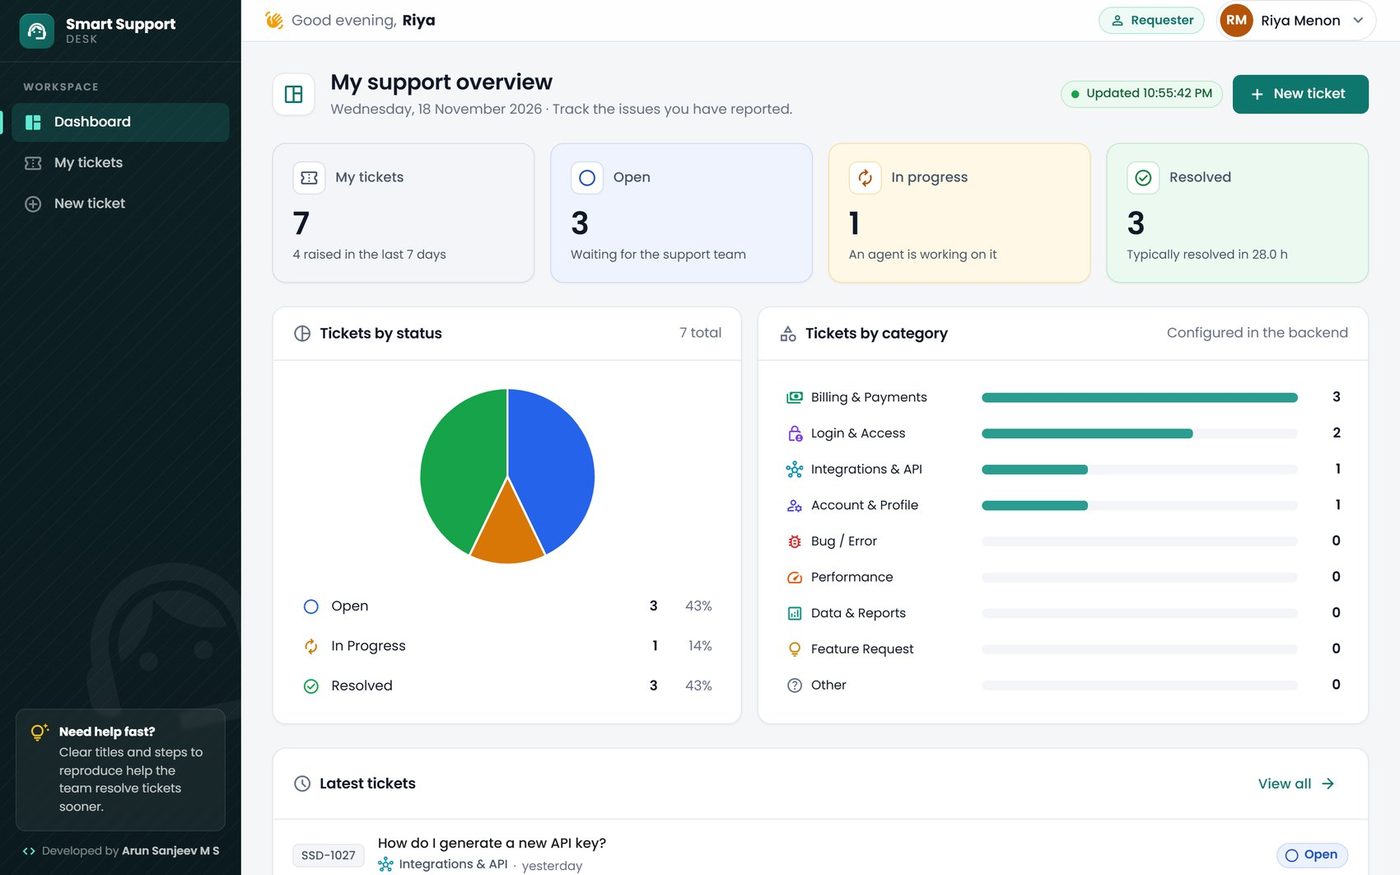 Smart Support
DESK
WORKSPACE
Dashboard
My tickets
New ticket
Need help fast?
Clear titles and steps to
reproduce help the
team resolve tickets
sooner.
Developed by Arun Sanjeev M S
Good evening, Riya
Requester
RM
Riya Menon
My support overview
Wednesday, 18 November 2026 · Track the issues you have reported.
Updated 10:55:42 PM
New ticket
My tickets
7
4 raised in the last 7 days
Open
3
Waiting for the support team
In progress
1
An agent is working on it
Resolved
3
Typically resolved in 28.0 h
Tickets by status
7 total
Open 3 43%
In Progress 1 14%
Resolved 3 43%
Tickets by category
Configured in the backend
Billing & Payments 3
Login & Access 2
Integrations & API 1
Account & Profile 1
Bug / Error 0
Performance 0
Data & Reports 0
Feature Request 0
Other 0
Latest tickets
View all
SSD-1027
How do I generate a new API key?
Integrations & API · yesterday
Open